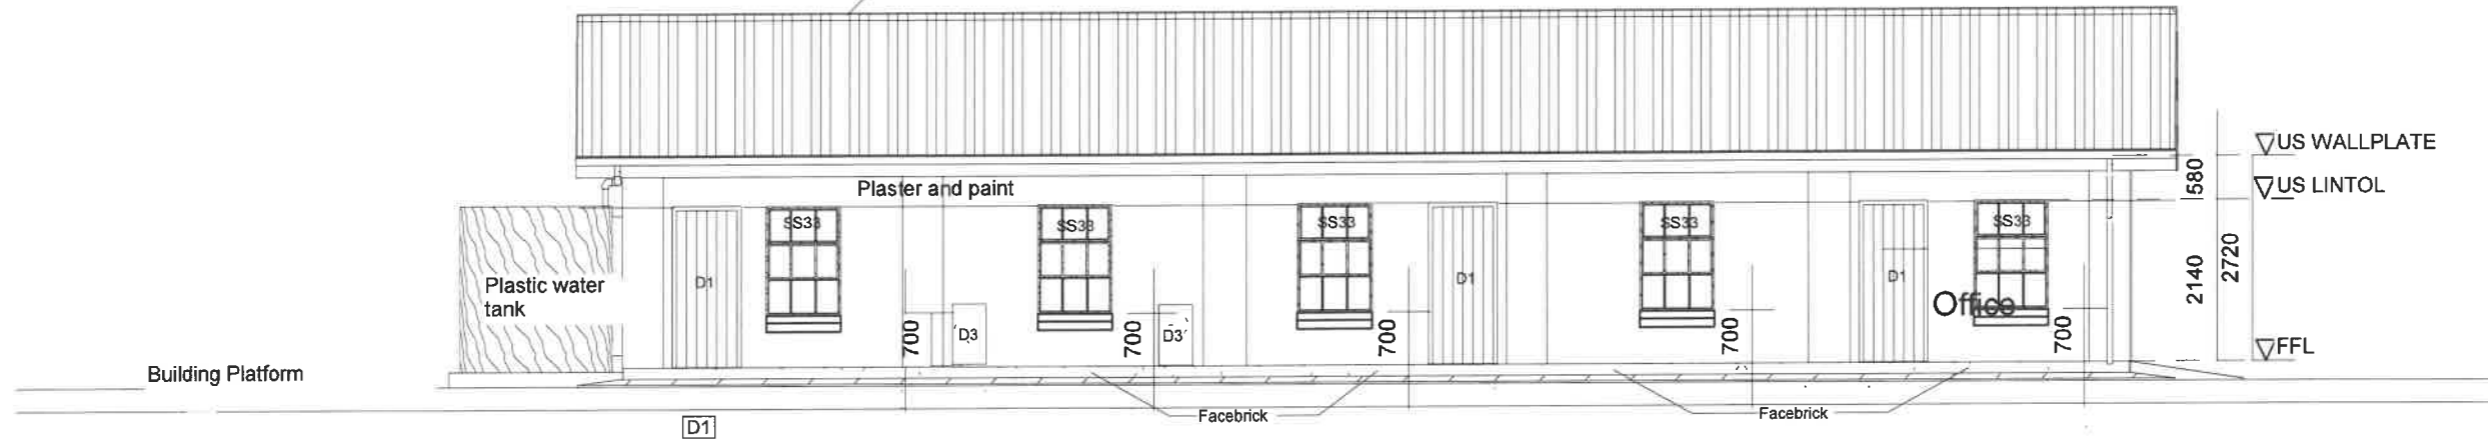 US WALLPLATE
580
Plaster and paint
US LINTOL
SS33
SS33
SS33
SS33
SS33
2140
2720
Plastic water
tank
D1
D1
D1
Office
700
D3
700
D3
700
700
700
FFL
Building Platform
Facebrick
Facebrick
D1